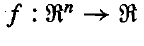 f : ℜⁿ → ℜ